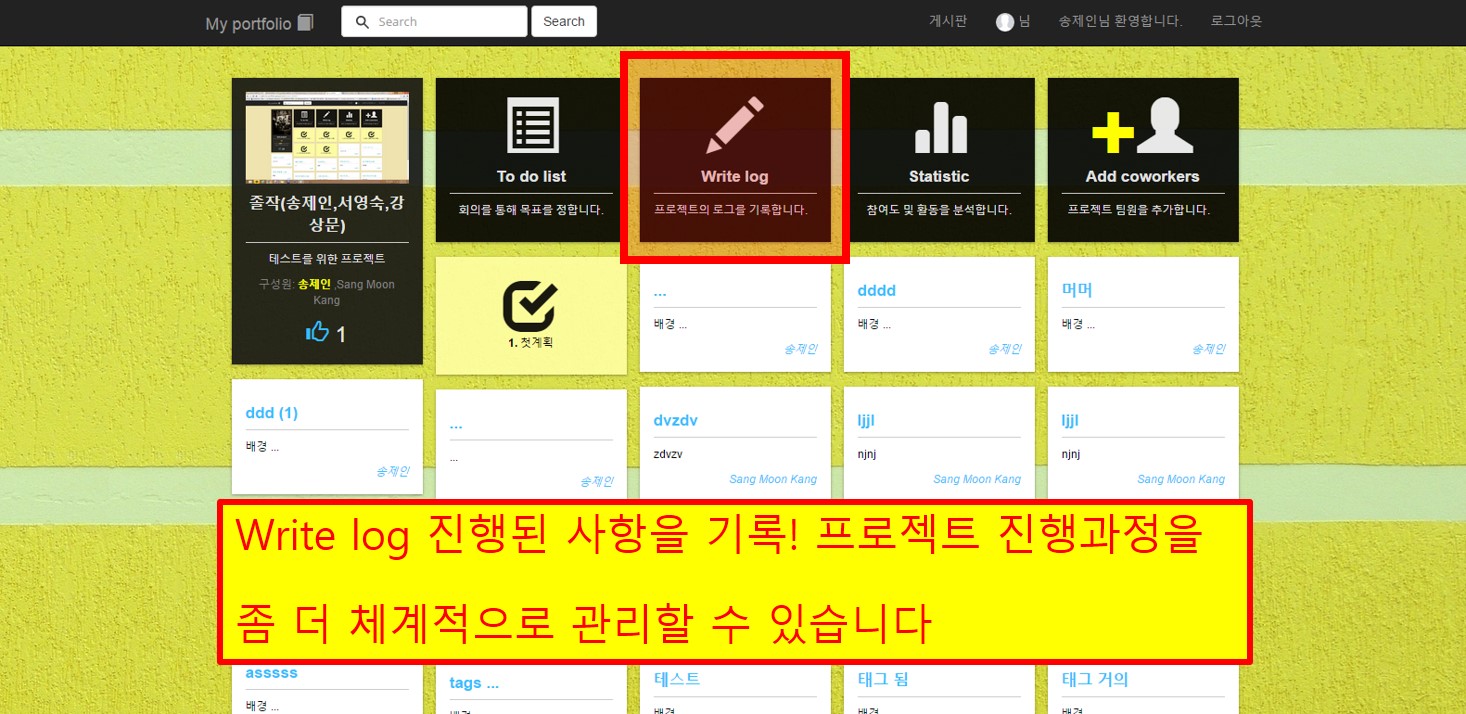 My portfolio
Search
Search
게시판
님
송제인님 환영합니다.
로그아웃
졸작(송제인,서영숙,강
상문)
테스트를 위한 프로젝트
구성원: 송제인 ,Sang Moon
Kang
1
To do list
회의를 통해 목표를 정합니다.
Write log
프로젝트의 로그를 기록합니다.
Statistic
참여도 및 활동을 분석합니다.
Add coworkers
프로젝트 팀원을 추가합니다.
1. 첫계획
...
배경 ...
송제인
dddd
배경 ...
송제인
머머
배경 ...
송제인
ddd (1)
배경 ...
송제인
...
...
송제인
dvzdv
zdvzv
Sang Moon Kang
ljjl
njnj
Sang Moon Kang
ljjl
njnj
Sang Moon Kang
Write log 진행된 사항을 기록! 프로젝트 진행과정을
좀 더 체계적으로 관리할 수 있습니다
asssss
배경 ...
tags ...
테스트
태그 됨
태그 거의